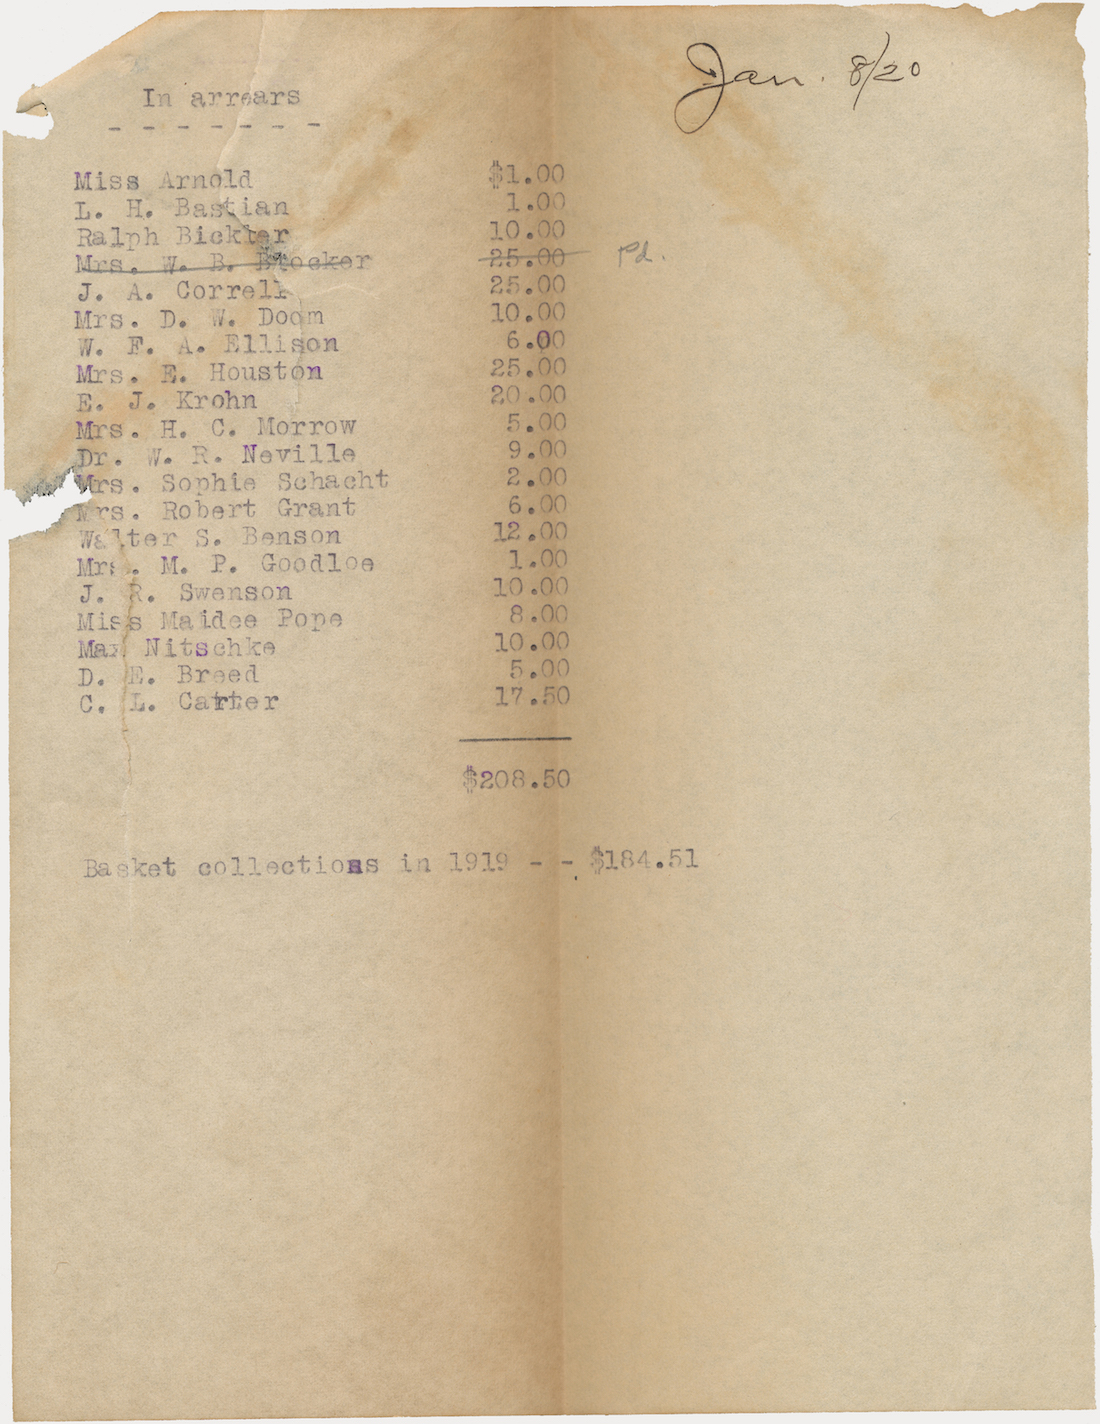 Jan. 8/20
In arrears
- - - - - - -
Miss Arnold $1.00
L. H. Bastian 1.00
Ralph Bickler 10.00
Mrs. W. B. Blocker 25.00 Pd.
J. A. Correll 25.00
Mrs. D. W. Doom 10.00
W. F. A. Ellison 6.00
Mrs. E. Houston 25.00
E. J. Krohn 20.00
Mrs. H. C. Morrow 5.00
Dr. W. R. Neville 9.00
Mrs. Sophie Schacht 2.00
Mrs. Robert Grant 6.00
Walter S. Benson 12.00
Mrs. M. P. Goodloe 1.00
J. R. Swenson 10.00
Miss Maidee Pope 8.00
Max Nitschke 10.00
D. E. Breed 5.00
C. L. Carter 17.50
$208.50
Basket collections in 1919 - - $184.51